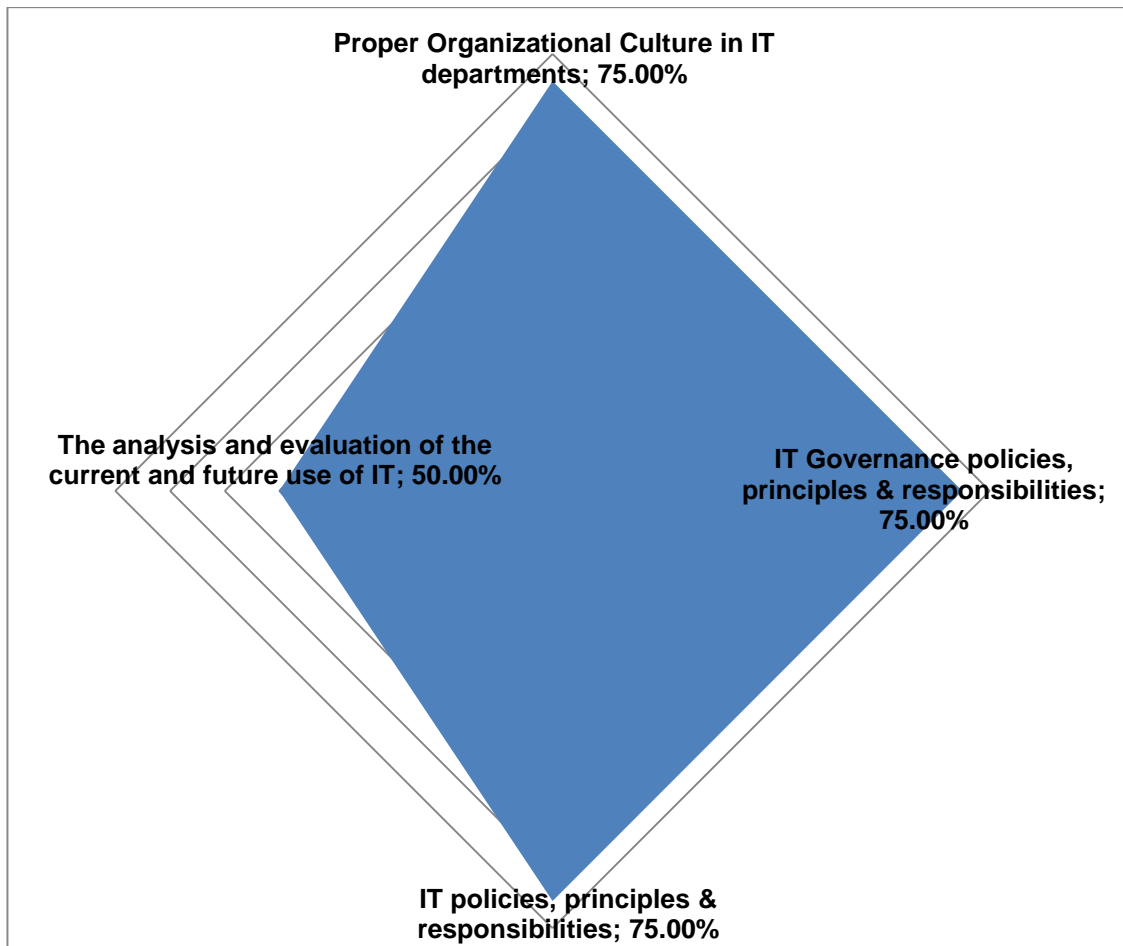 Proper Organizational Culture in IT
departments; 75.00%
The analysis and evaluation of the
current and future use of IT; 50.00%
IT Governance policies,
principles & responsibilities;
75.00%
IT policies, principles &
responsibilities; 75.00%